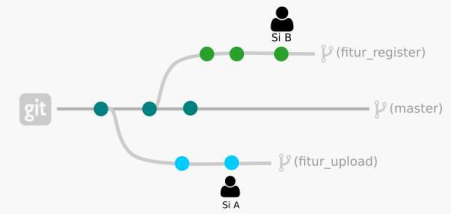 Si B
(fitur_register)
git
(master)
(fitur_upload)
Si A